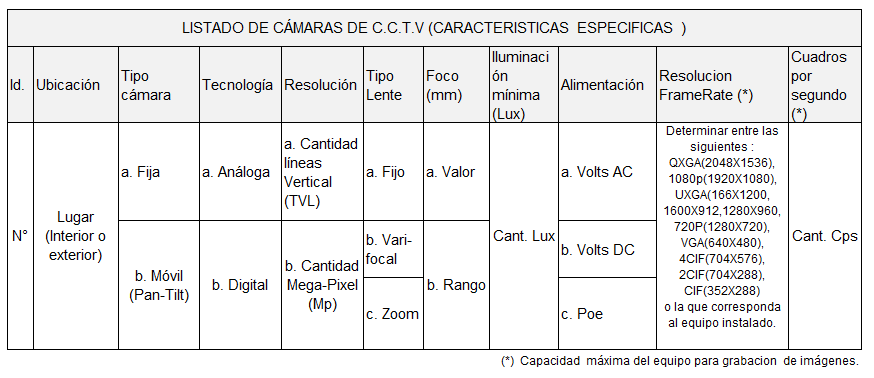 LISTADO DE CÁMARAS DE C.C.T.V (CARACTERISTICAS ESPECIFICAS )
Id.
Ubicación
Tipo
cámara
Tecnología
Resolución
Tipo
Lente
Foco
(mm)
Iluminaci
ón
mínima
(Lux)
Alimentación
Resolucion
FrameRate (*)
Cuadros
por
segundo
(*)
N°
Lugar
(Interior o
exterior)
a. Fija
b. Móvil
(Pan-Tilt)
a. Análoga
b. Digital
a. Cantidad
líneas
Vertical
(TVL)
b. Cantidad
Mega-Pixel
(Mp)
a. Fijo
b. Vari-
focal
c. Zoom
a. Valor
b. Rango
Cant. Lux
a. Volts AC
b. Volts DC
c. Poe
Determinar entre las
siguientes :
QXGA(2048X1536),
1080p(1920X1080),
UXGA(166X1200,
1600X912,1280X960,
720P(1280X720),
VGA(640X480),
4CIF(704X576),
2CIF(704X288),
CIF(352X288)
o la que corresponda
al equipo instalado.
Cant. Cps
(*) Capacidad máxima del equipo para grabacion de imágenes.